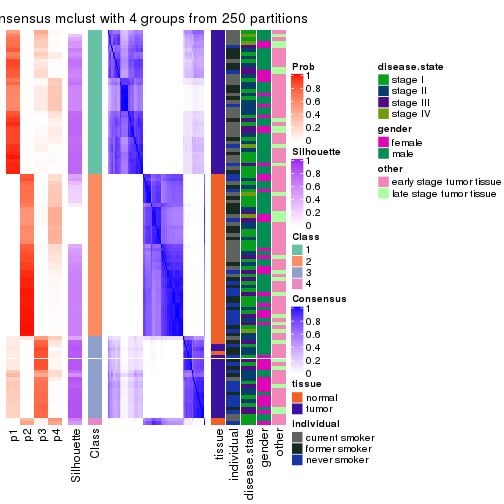 nsensus mclust with 4 groups from 250 partitions
Prob
1
0.8
0.6
0.4
0.2
0
Silhouette
1
0.8
0.6
0.4
0.2
0
Class
1
2
3
4
Consensus
1
0.8
0.6
0.4
0.2
0
tissue
normal
tumor
individual
current smoker
former smoker
never smoker
disease.state
stage I
stage II
stage III
stage IV
gender
female
male
other
early stage tumor tissue
late stage tumor tissue
p1
p2
p3
p4
Silhouette
Class
tissue
individual
disease.state
gender
other